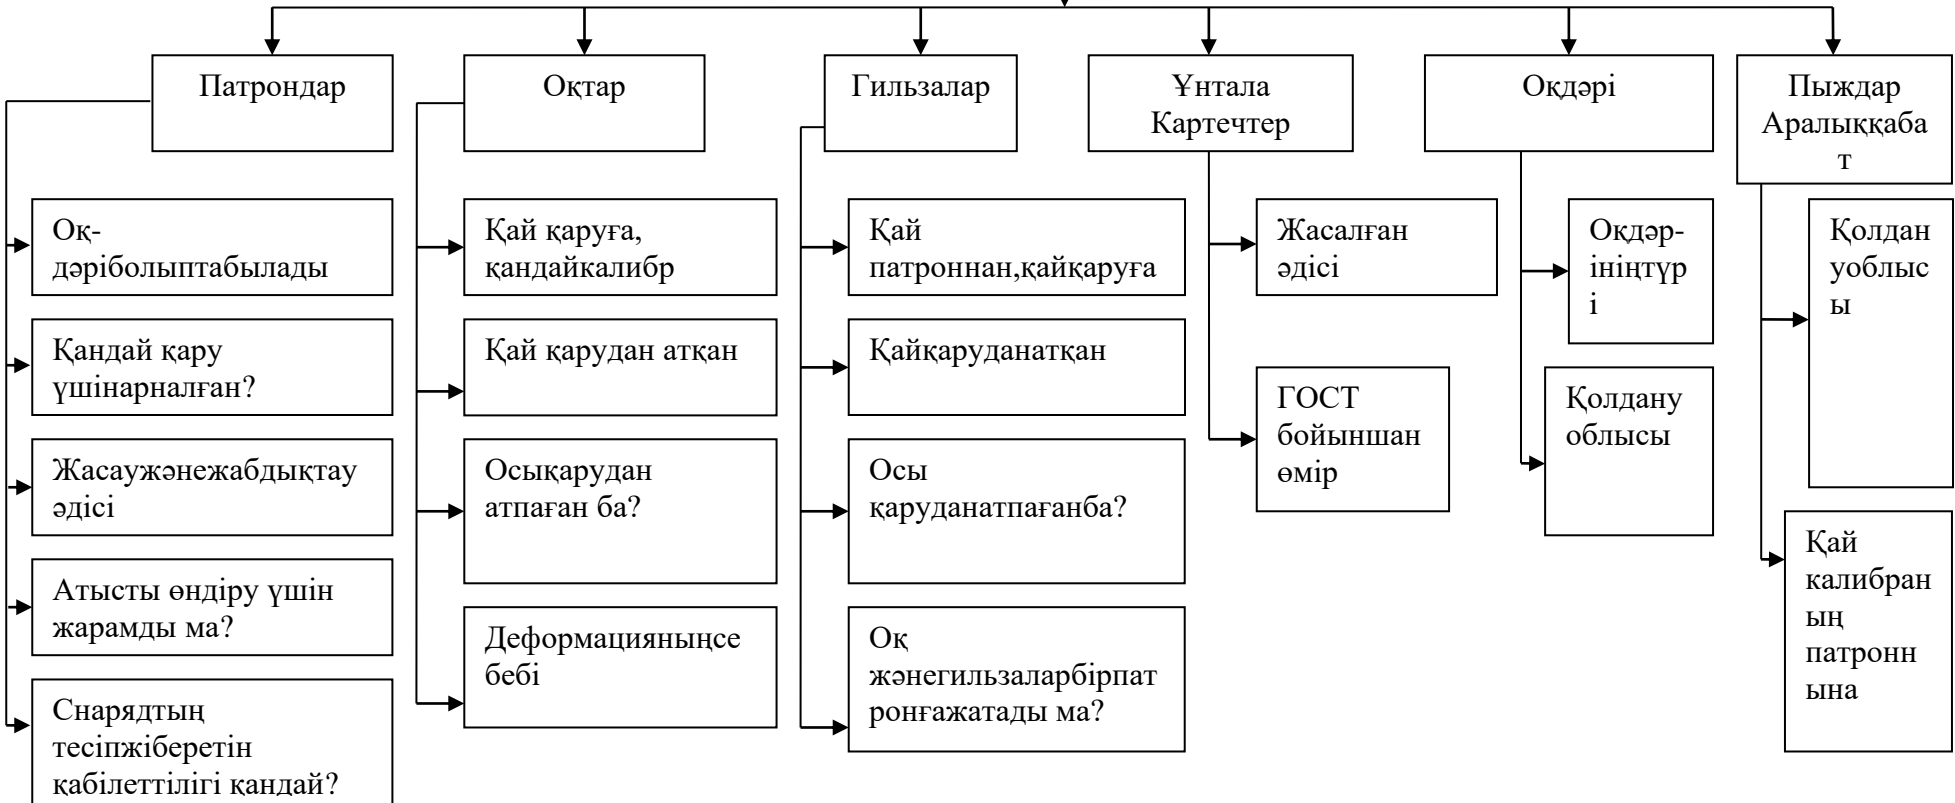 Патрондар
Оқ-
дәріболыптабылады
Қандай қару
үшінарналған?
Жасаужәнежабдықтау
әдісі
Атысты өндіру үшін
жарамды ма?
Снарядтың
тесіпжіберетін
қабілеттілігі қандай?
Оқтар
Қай қаруға,
қандайкалибр
Қай қарудан атқан
Осықарудан
атпаған ба?
Деформацияныңсе
бебі
Гильзалар
Қай
патроннан,қайқаруға
Қайқаруданатқан
Осы
қаруданатпағанба?
Оқ
жәнегильзаларбірпат
ронғажатады ма?
Ұнтала
Картечтер
Жасалған
әдісі
ГОСТ
бойыншан
өмір
Оқдәрі
Оқдәр-
ініңтүр
і
Қолдану
облысы
Пыждар
Аралыққаба
т
Қолдан
уоблыс
ы
Қай
калибран
ың
патронн
ына